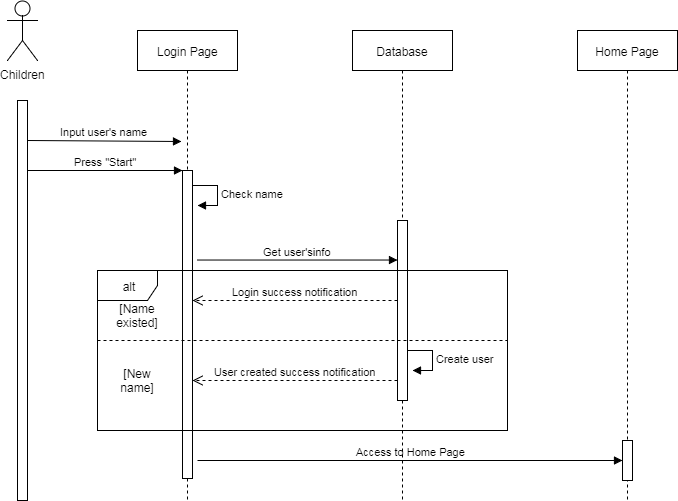 Children
Login Page
Database
Home Page
Input user's name
Press "Start"
Check name
Get user'sinfo
alt
Login success notification
[Name
existed]
Create user
User created success notification
[New
name]
Access to Home Page